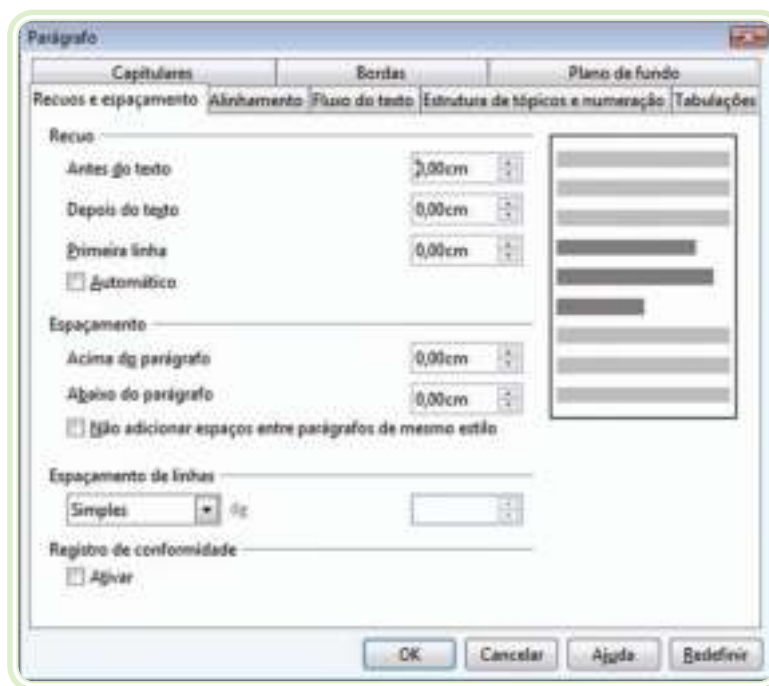 Parágrafo
Capitulares Bordas Plano de fundo
Recuos e espaçamento Alinhamento Fluxo do texto Estrutura de tópicos e numeração Tabulações
Recuo
Antes do texto 0,00cm
Depois do texto 0,00cm
Primeira linha 0,00cm
Automático
Espaçamento
Acima do parágrafo 0,00cm
Abaixo do parágrafo 0,00cm
Não adicionar espaços entre parágrafos de mesmo estilo
Espaçamento de linhas
Simples de
Registro de conformidade
Ativar
OK Cancelar Ajuda Redefinir